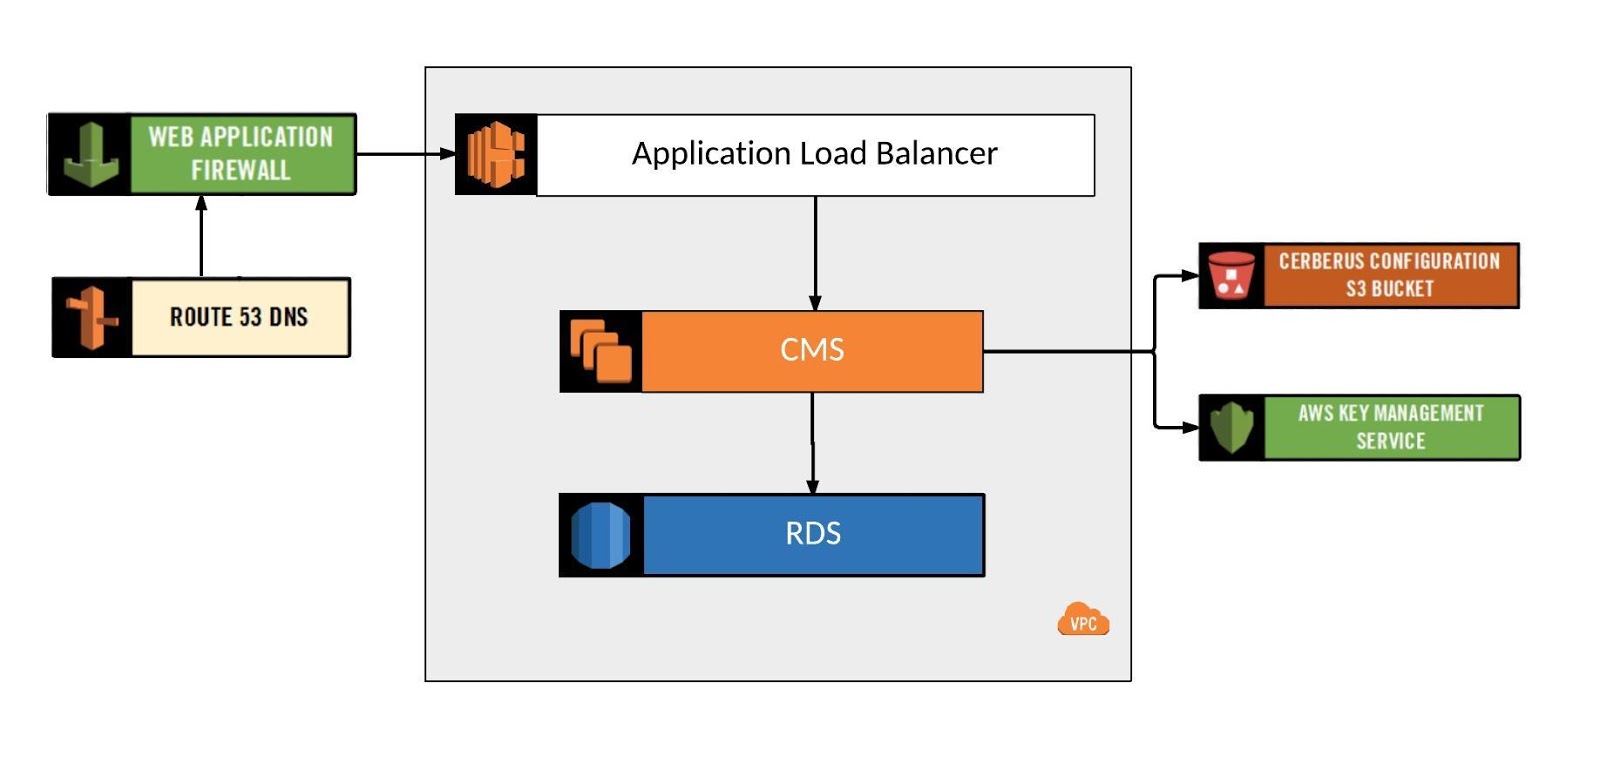 WEB APPLICATION
FIREWALL
Application Load Balancer
ROUTE 53 DNS
CERBERUS CONFIGURATION
S3 BUCKET
CMS
AWS KEY MANAGEMENT
SERVICE
RDS
VPC